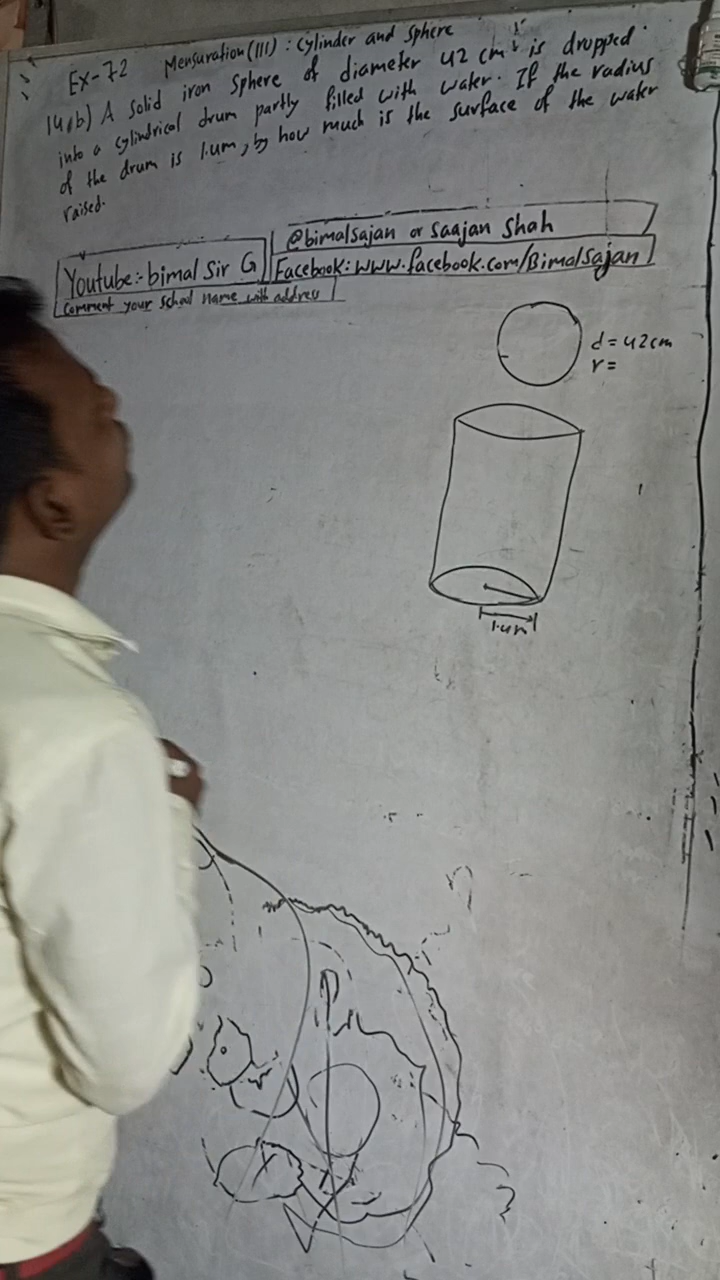 Ex-7.2 Mensuration (III) : Cylinder and sphere
14.b) A solid iron sphere of diameter 42 cm is dropped
into a cylindrical drum partly filled with water. If the radius
of the drum is 1.4m, by how much is the surface of the water
raised.
@bimalsajan or Saajan Shah
Youtube:- bimal Sir G
Facebook: www.facebook.com/Bimalsajan
Comment your school name with address
d = 42cm
r =
1.4m